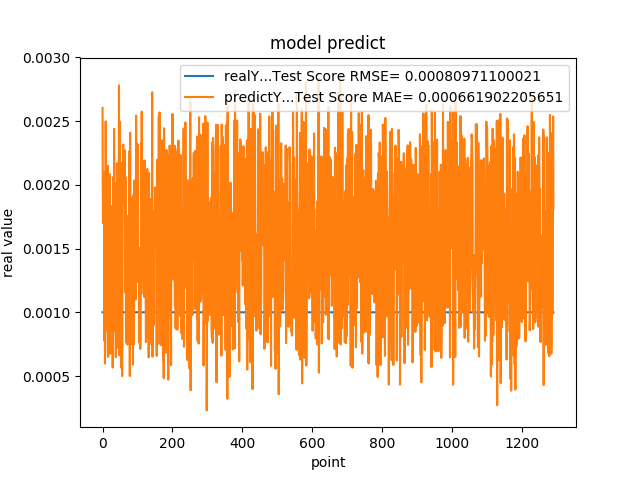 model predict
0.0030
realY...Test Score RMSE= 0.00080971100021
predictY...Test Score MAE= 0.000661902205651
0.0025
0.0020
0.0015
0.0010
0.0005
real value
0 200 400 600 800 1000 1200
point